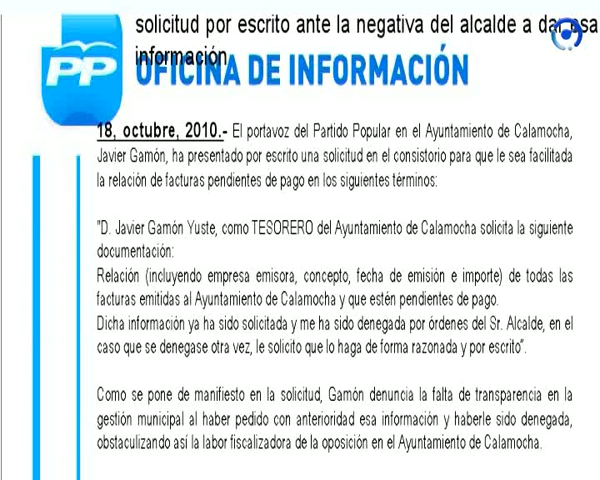 solicitud por escrito ante la negativa del alcalde a dar esa
información
PP
OFICINA DE INFORMACIÓN
18, octubre, 2010.- El portavoz del Partido Popular en el Ayuntamiento de Calamocha,
Javier Gamón, ha presentado por escrito una solicitud en el consistorio para que le sea facilitada
la relación de facturas pendientes de pago en los siguientes términos:
"D. Javier Gamón Yuste, como TESORERO del Ayuntamiento de Calamocha solicita la siguiente
documentación:
Relación (incluyendo empresa emisora, concepto, fecha de emisión e importe) de todas las
facturas emitidas al Ayuntamiento de Calamocha y que estén pendientes de pago.
Dicha información ya ha sido solicitada y me ha sido denegada por órdenes del Sr. Alcalde, en el
caso que se denegase otra vez, le solicito que lo haga de forma razonada y por escrito”.
Como se pone de manifiesto en la solicitud, Gamón denuncia la falta de transparencia en la
gestión municipal al haber pedido con anterioridad esa información y haberle sido denegada,
obstaculizando así la labor fiscalizadora de la oposición en el Ayuntamiento de Calamocha.